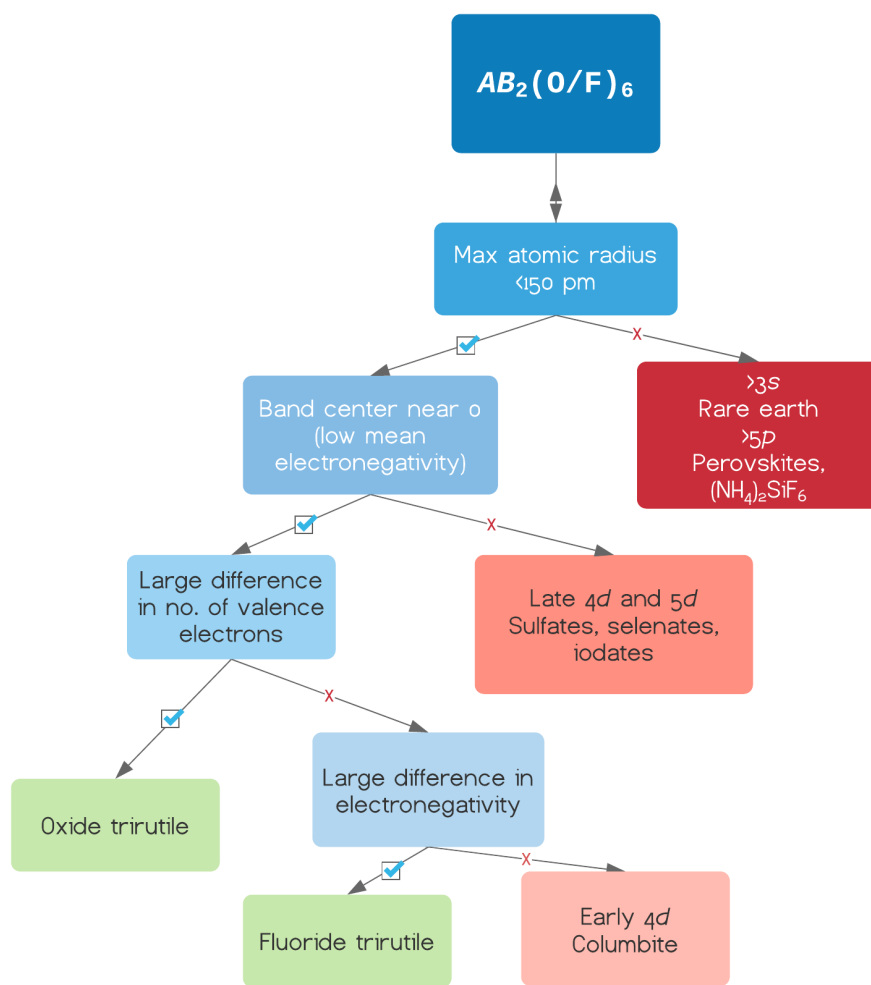 AB₂(O/F)₆
Max atomic radius
<150 pm
x
Band center near 0
(low mean
electronegativity)
>3s
Rare earth
>5p
Perovskites,
(NH₄)₂SiF₆
x
Large difference
in no. of valence
electrons
Late 4d and 5d
Sulfates, selenates,
iodates
x
Large difference in
electronegativity
Oxide trirutile
x
Fluoride trirutile
Early 4d
Columbite